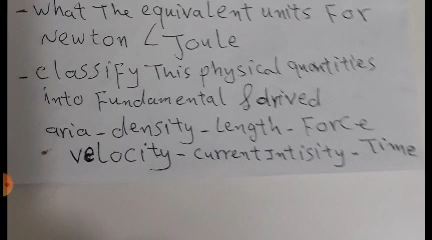 - What The equivalent units For
Newton & Joule
- classify This physical quantities
into Fundamental & drived
aria - density - Length - Force
velocity - current intisity - Time